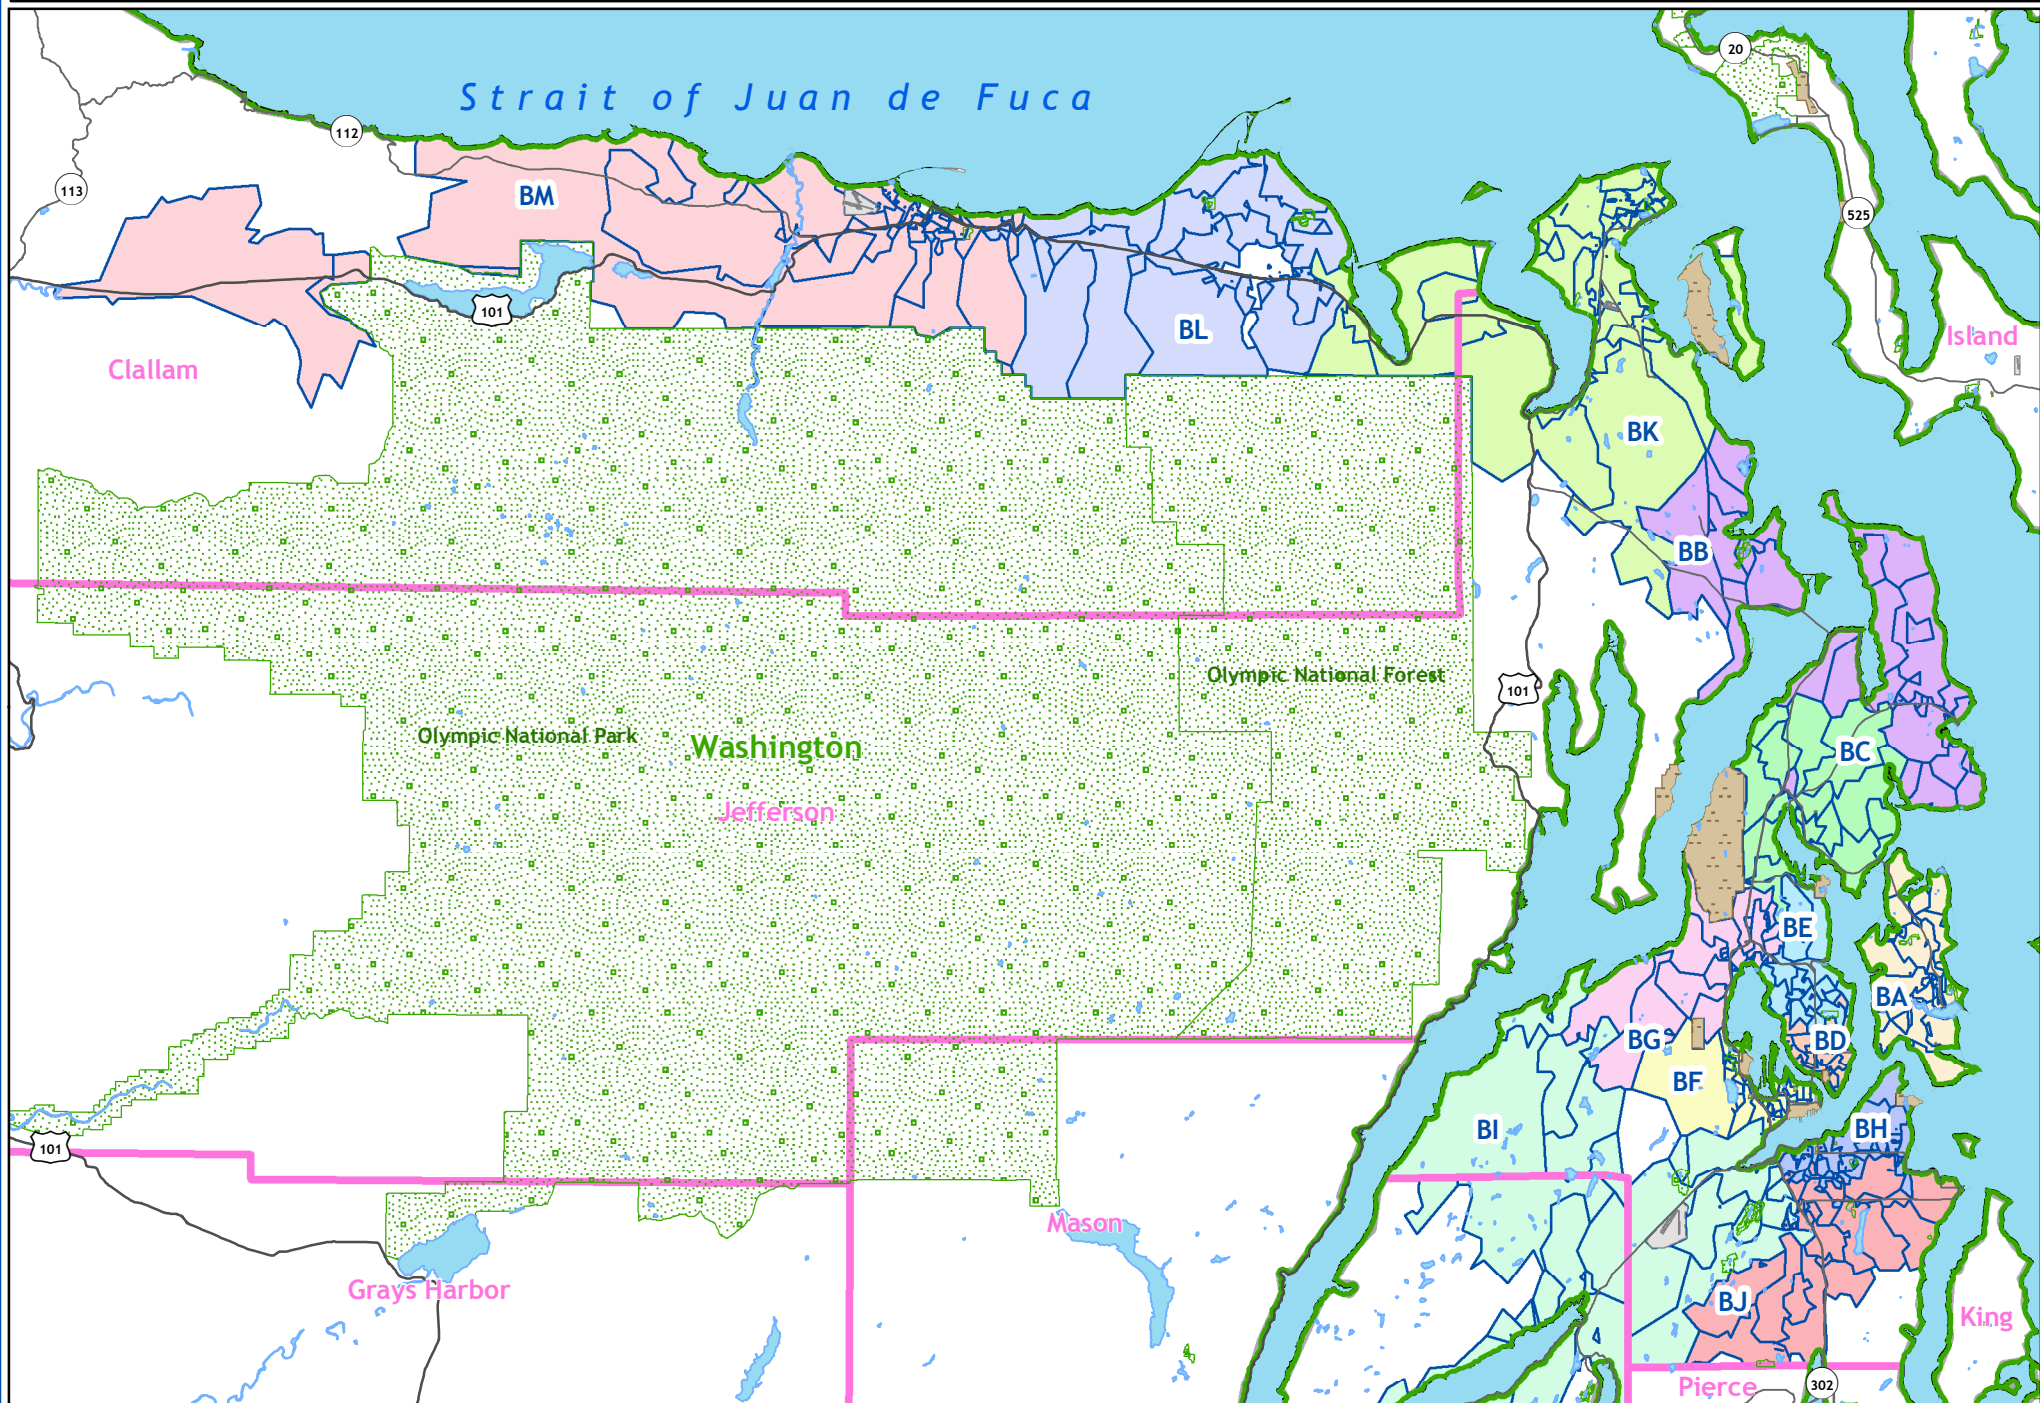 20
Strait of Juan de Fuca
112
113
BM
525
101
BL
Island
Clallam
BK
BB
Olympic National Forest
101
Olympic National Park
Washington
BC
Jefferson
BE
BA
BG
BD
BF
BI
BH
101
Mason
Grays Harbor
BJ
King
Pierce
302